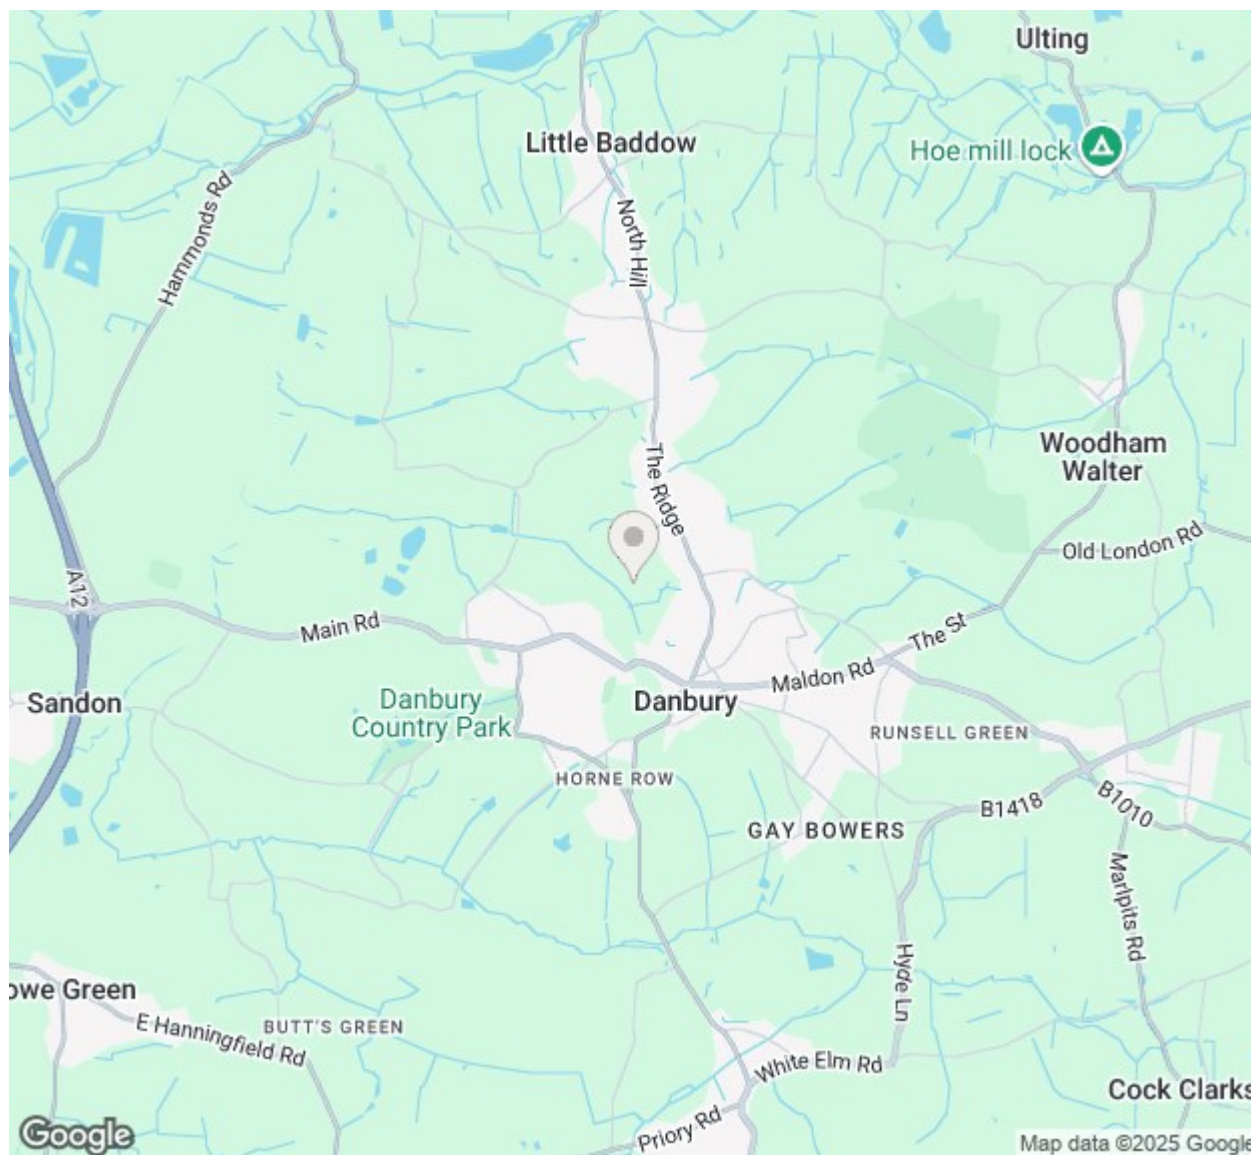 Ulting
Little Baddow
Hoe mill lock
Hammonds Rd
North Hill
Woodham
Walter
The Ridge
Old London Rd
A12
Main Rd
The St
Maldon Rd
Sandon
Danbury
Country Park
Danbury
RUNSELL GREEN
HORNE ROW
B1418
B1010
GAY BOWERS
Marlpits Rd
Hyde Ln
owe Green
BUTT'S GREEN
E Hanningfield Rd
White Elm Rd
Cock Clarks
Priory Rd
Google
Map data ©2025 Google